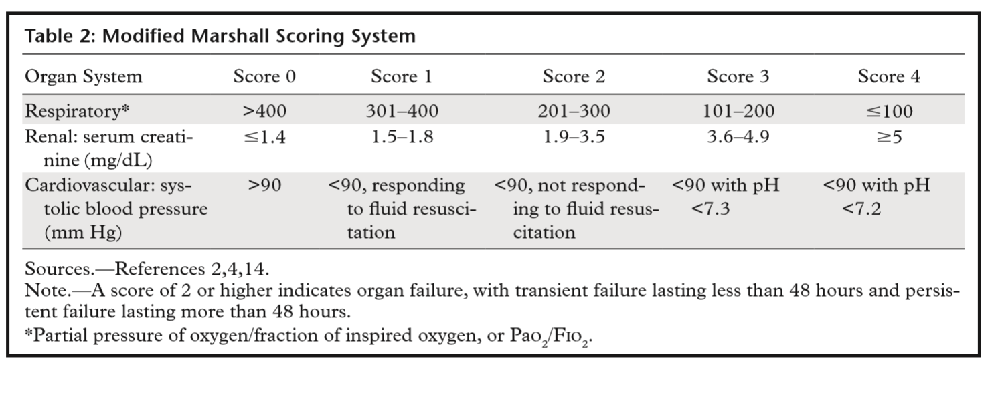 Table 2: Modified Marshall Scoring System
Organ System Score 0 Score 1 Score 2 Score 3 Score 4
Respiratory* >400 301–400 201–300 101–200 ≤100
Renal: serum creati- ≤1.4 1.5–1.8 1.9–3.5 3.6–4.9 ≥5
nine (mg/dL)
Cardiovascular: sys- >90 <90, responding <90, not respond- <90 with pH <90 with pH
tolic blood pressure to fluid resusci- ing to fluid resus- <7.3 <7.2
(mm Hg) tation citation
Sources.—References 2,4,14.
Note.—A score of 2 or higher indicates organ failure, with transient failure lasting less than 48 hours and persis-
tent failure lasting more than 48 hours.
*Partial pressure of oxygen/fraction of inspired oxygen, or Pao₂/Fio₂.